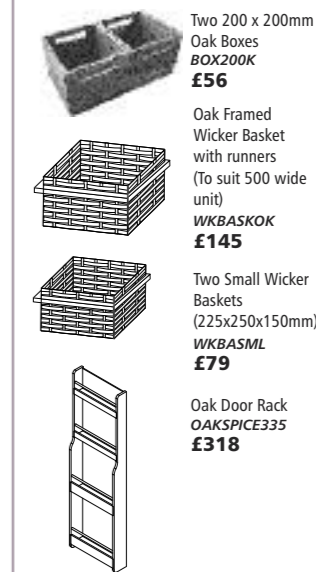 Two 200 x 200mm
Oak Boxes
BOX200K
£56
Oak Framed
Wicker Basket
with runners
(To suit 500 wide
unit)
WKBASKOK
£145
Two Small Wicker
Baskets
(225x250x150mm)
WKBASML
£79
Oak Door Rack
OAKSPICE335
£318